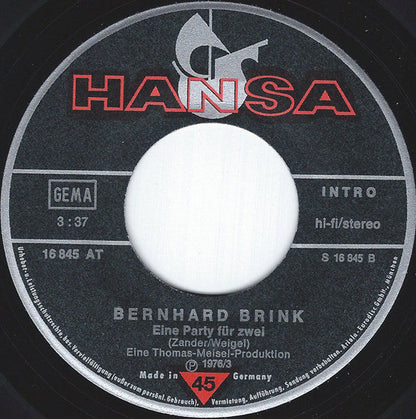 HANSA
GEMA
INTRO
3 : 37
hi-fi/stereo
16 845 AT
S 16 845 B
BERNHARD BRINK
Eine Party für zwei
(Zander/Weigel)
Eine Thomas-Meisel-Produktion
Ⓟ 1976/3
Made in 45 Germany
Urheber- u. Leistungsschutzrechte vorbeh., bes. Vervielfältigung (außer zum persönl. Gebrauch), Vermietung, Aufführung, Sendung vorbehalten. Ariola-Eurodisc GmbH, München